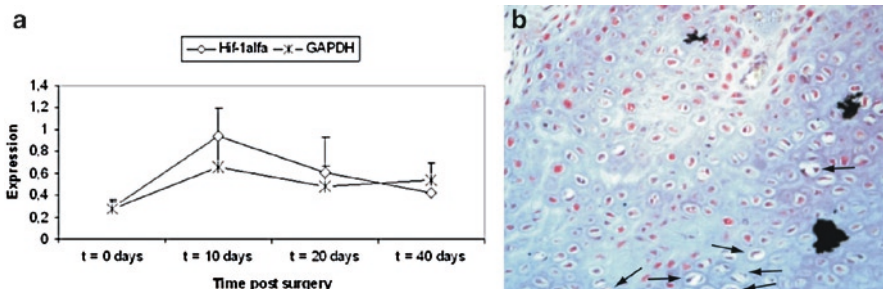 a
Hif-1alfa GAPDH
1.4
1.2
1
0.8
0.6
0.4
0.2
0
Expression
t = 0 days t = 10 days t = 20 days t = 40 days
Time post surgery
b